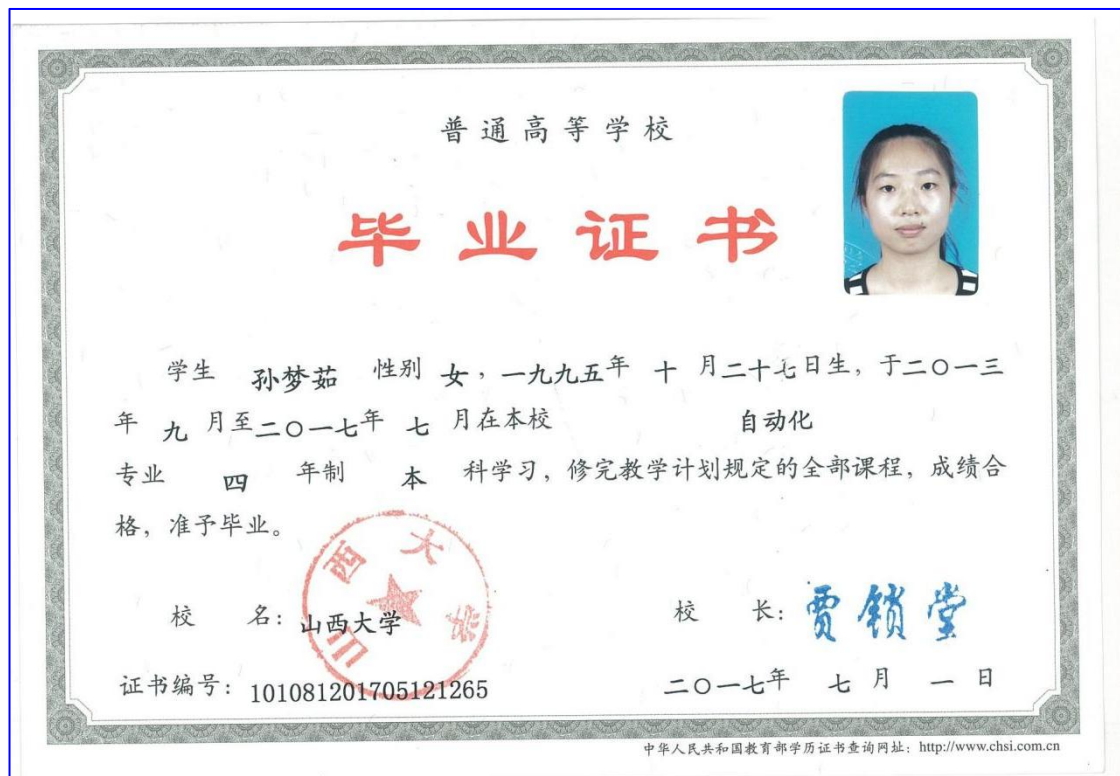 普通高等学校
毕业证书
学生 孙梦茹 性别 女，一九九五年 十 月二十七日生，于二〇一三
年 九 月至二〇一七年 七 月在本校 自动化
专业 四 年制 本 科学习，修完教学计划规定的全部课程，成绩合
格，准予毕业。
山西大学
校 名：山西大学 校 长：贾锁堂
证书编号：101081201705121265 二〇一七年 七 月 一 日
中华人民共和国教育部学历证书查询网址：http://www.chsi.com.cn